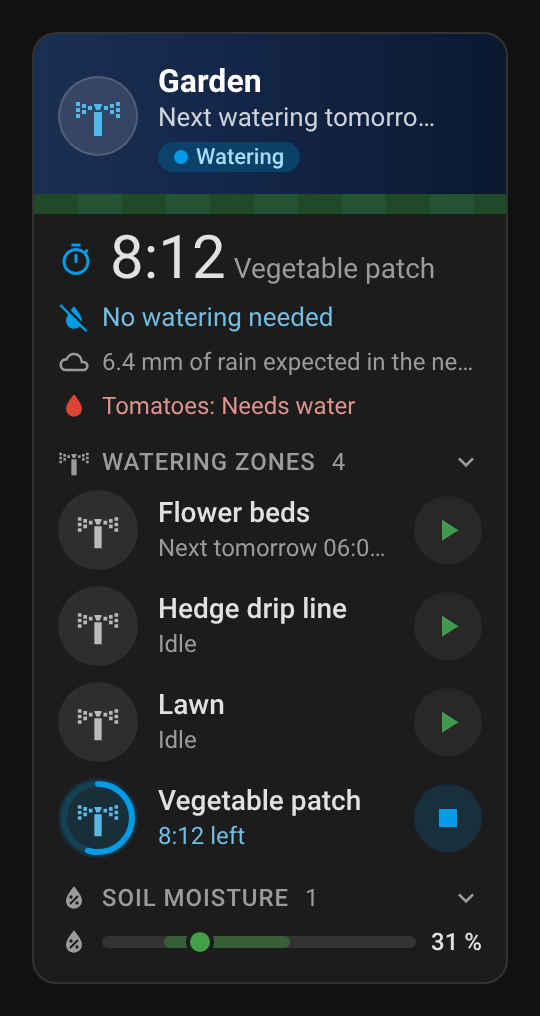 Garden
Next watering tomorro…
Watering
8:12 Vegetable patch
No watering needed
6.4 mm of rain expected in the ne…
Tomatoes: Needs water
WATERING ZONES 4
Flower beds
Next tomorrow 06:0…
Hedge drip line
Idle
Lawn
Idle
Vegetable patch
8:12 left
SOIL MOISTURE 1
31 %